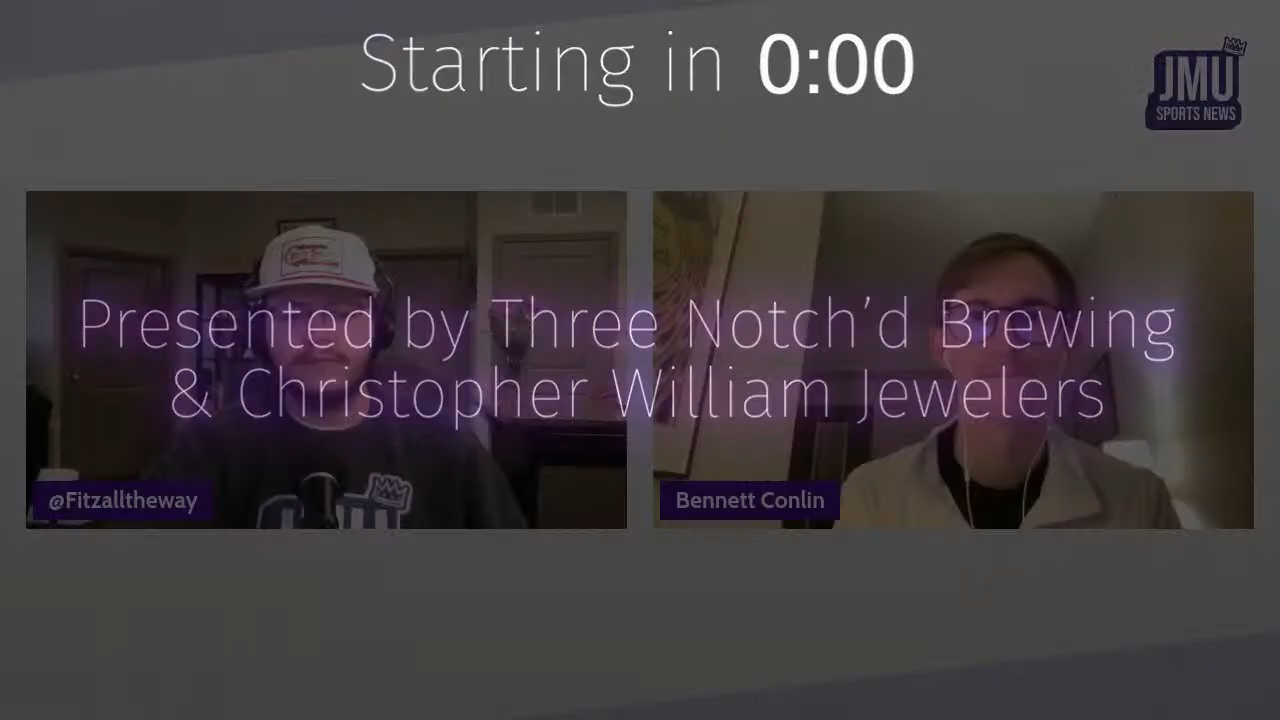 Starting in 0:00
JMU
SPORTS NEWS
Presented by Three Notch'd Brewing
& Christopher William Jewelers
@Fitzalltheway
Bennett Conlin